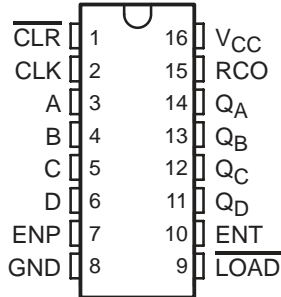 CLR 1 16 VCC
CLK 2 15 RCO
A 3 14 QA
B 4 13 QB
C 5 12 QC
D 6 11 QD
ENP 7 10 ENT
GND 8 9 LOAD